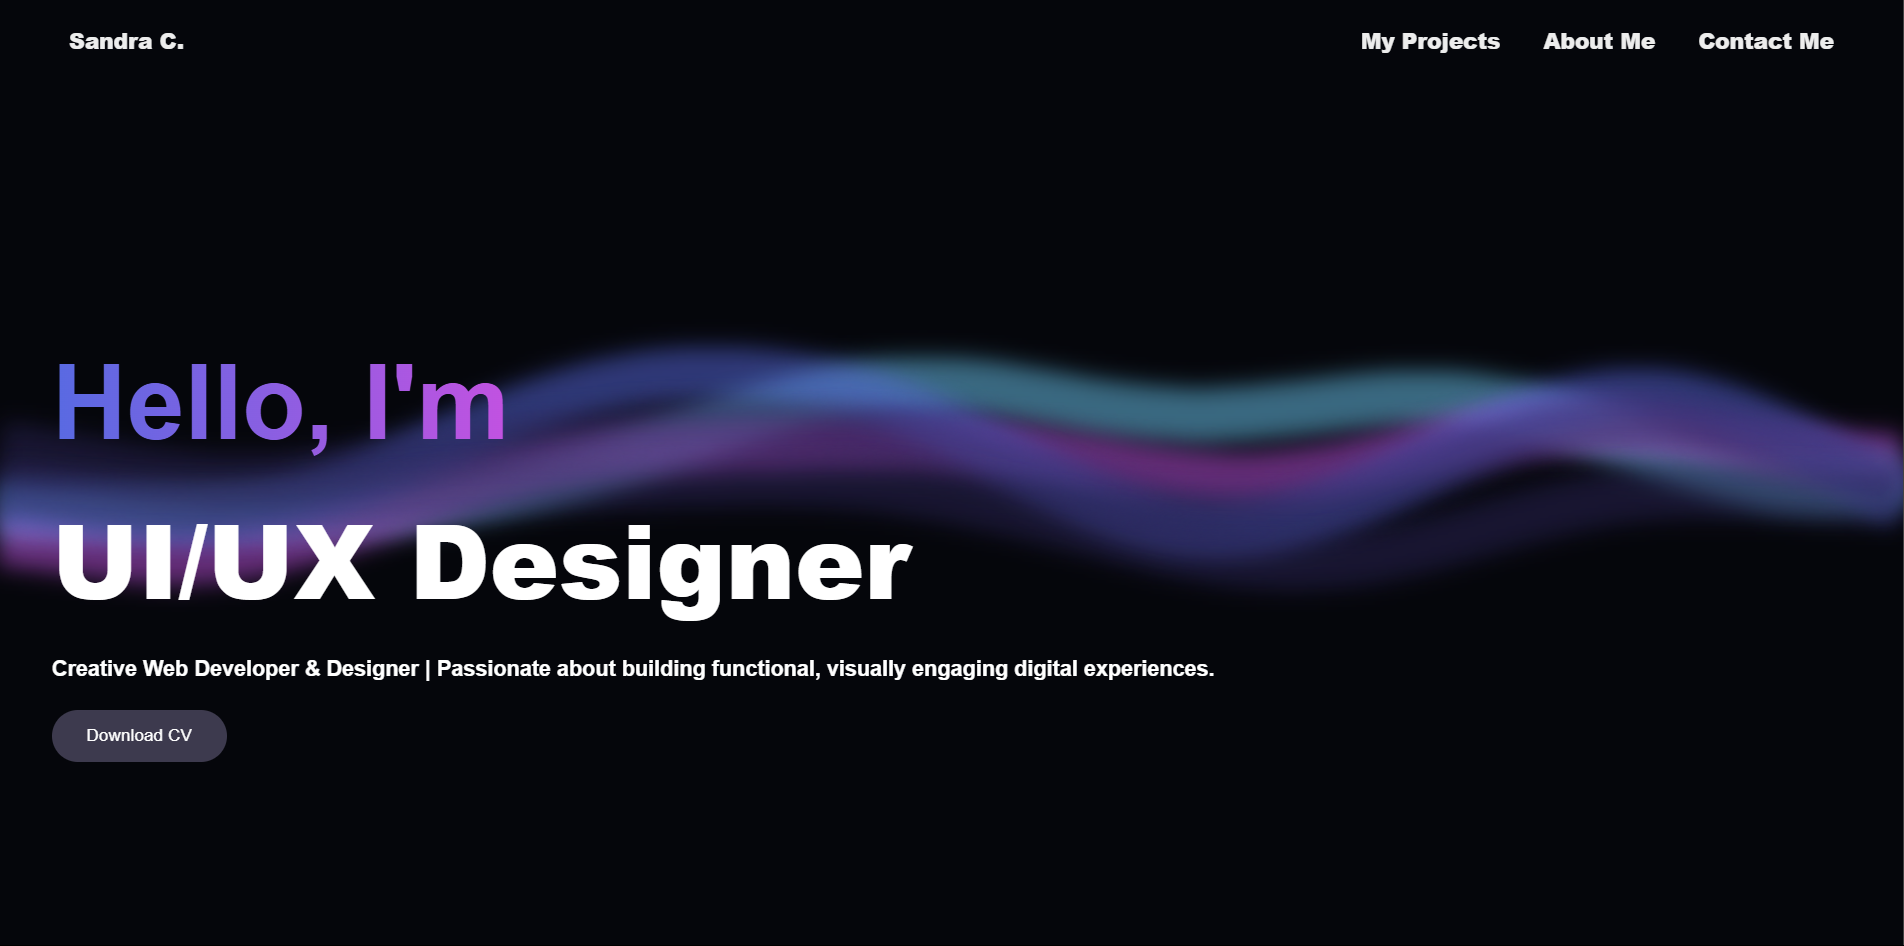 Sandra C.
My Projects
About Me
Contact Me
Hello, I'm
UI/UX Designer
Creative Web Developer & Designer | Passionate about building functional, visually engaging digital experiences.
Download CV